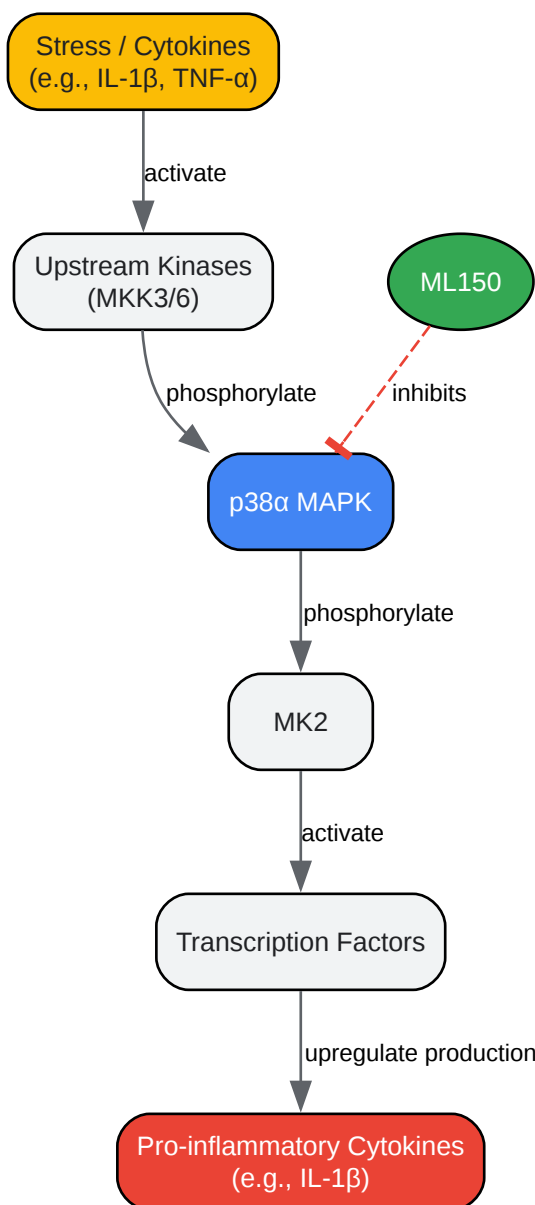 Stress / Cytokines
(e.g., IL-1β, TNF-α)
activate
Upstream Kinases
(MKK3/6)
ML150
phosphorylate
inhibits
p38α MAPK
phosphorylate
MK2
activate
Transcription Factors
upregulate production
Pro-inflammatory Cytokines
(e.g., IL-1β)